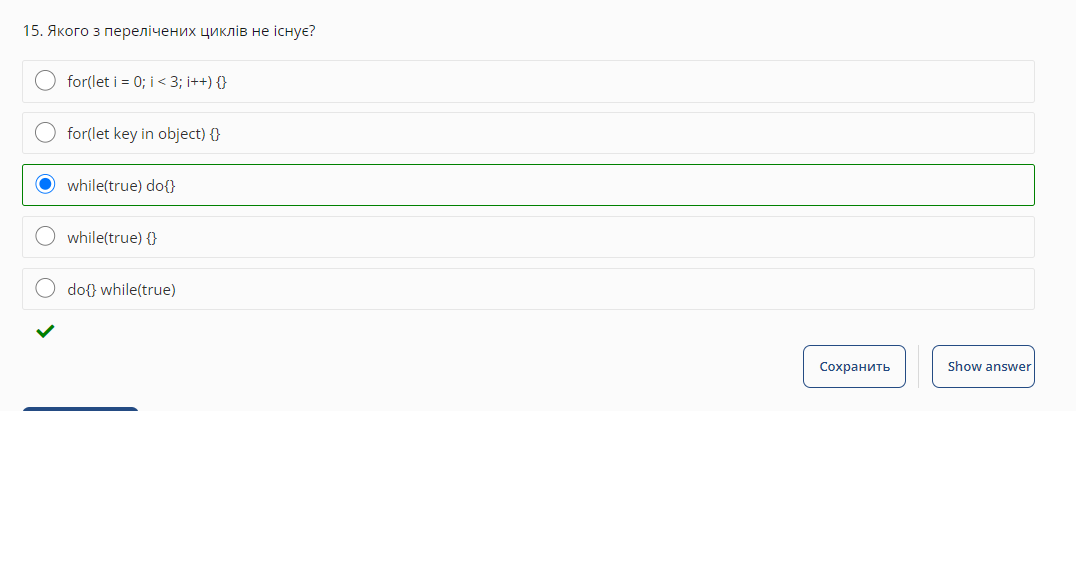 15. Якого з перелічених циклів не існує?
for(let i = 0; i < 3; i++) {}
for(let key in object) {}
while(true) do{}
while(true) {}
do{} while(true)
Сохранить
Show answer